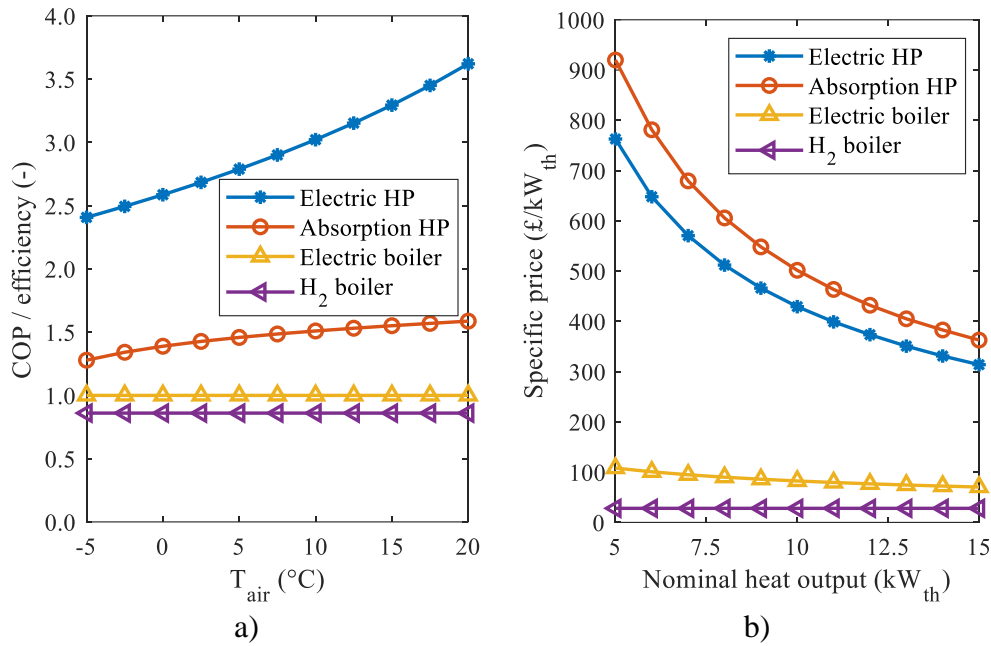 COP / efficiency (-)
4.0
3.5
3.0
2.5
2.0
1.5
1.0
0.5
0.0
-5
0
5
10
15
20
T_air (°C)
Electric HP
Absorption HP
Electric boiler
H2 boiler
a)
Specific price (£/kW_th)
1000
900
800
700
600
500
400
300
200
100
0
5
7.5
10
12.5
15
Nominal heat output (kW_th)
Electric HP
Absorption HP
Electric boiler
H2 boiler
b)